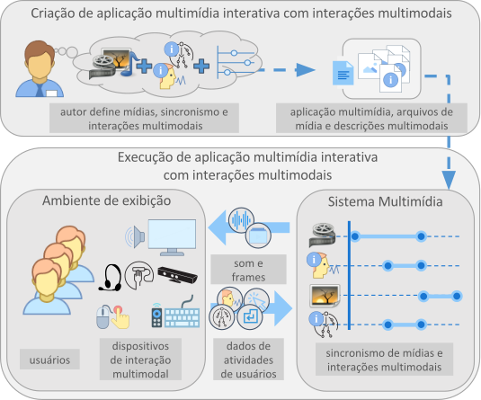 Criação de aplicação multimídia interativa com interações multimodais
autor define mídias, sincronismo e
interações multimodais
aplicação multimídia, arquivos de
mídia e descrições multimodais
Execução de aplicação multimídia interativa
com interações multimodais
Ambiente de exibição
Sistema Multimídia
som e
frames
usuários
dispositivos
de interação
multimodal
dados de
atividades
de usuários
sincronismo de mídias e
interações multimodais